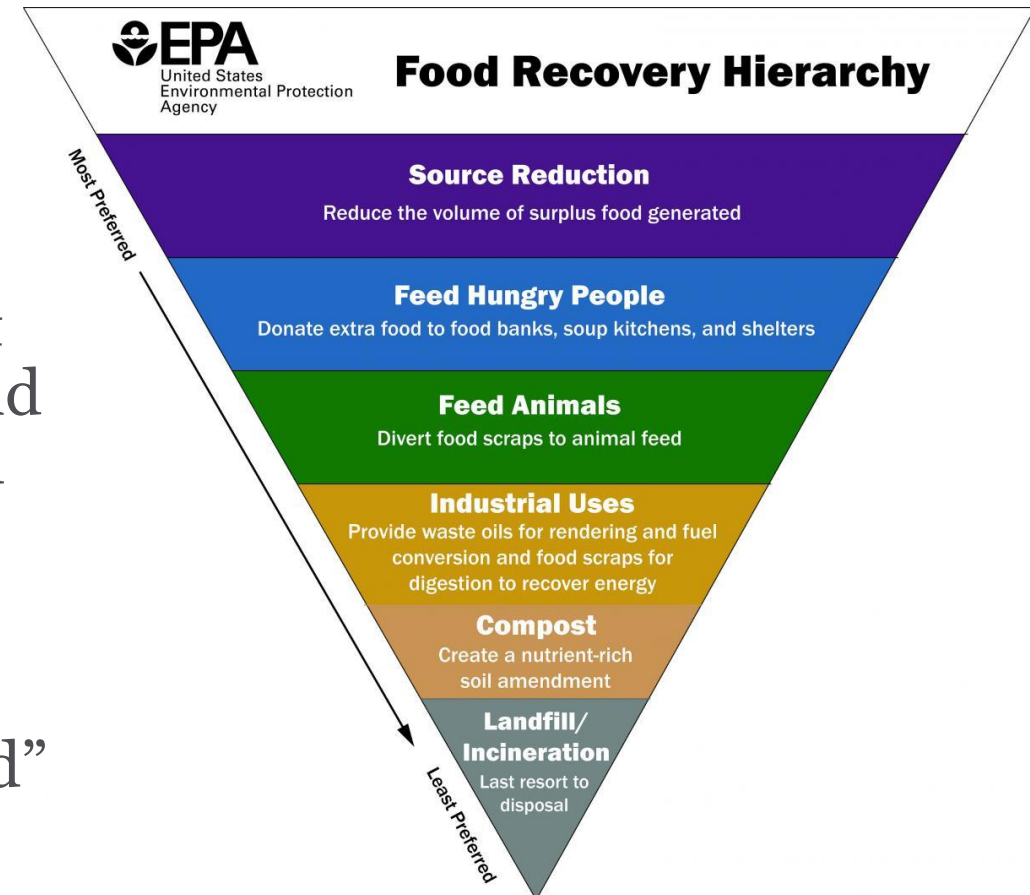 EPA
United States
Environmental Protection
Agency
Food Recovery Hierarchy
Most Preferred
Source Reduction
Reduce the volume of surplus food generated
Feed Hungry People
Donate extra food to food banks, soup kitchens, and shelters
Feed Animals
Divert food scraps to animal feed
Industrial Uses
Provide waste oils for rendering and fuel
conversion and food scraps for
digestion to recover energy
Compost
Create a nutrient-rich
soil amendment
Landfill/
Incineration
Last resort to
disposal
Least Preferred